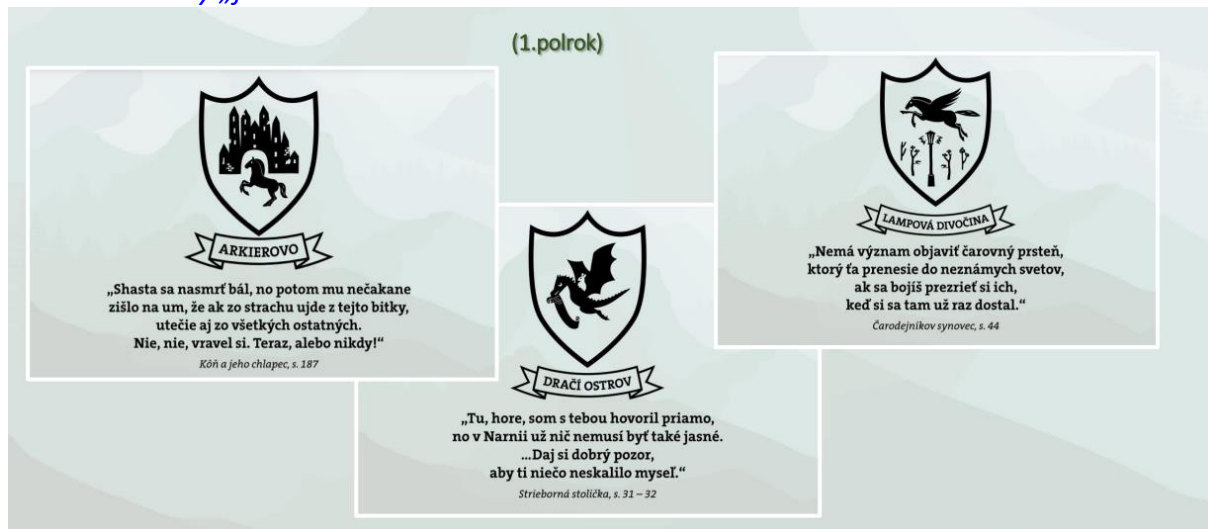 (1.polrok)
ARKIEROVO
„Shasta sa nasmrť bál, no potom mu nečakane
zišlo na um, že ak zo strachu ujde z tejto bitky,
utečie aj zo všetkých ostatných.
Nie, nie, vravel si. Teraz, alebo nikdy!“
Kôň a jeho chlapec, s. 187
DRAČÍ OSTROV
„Tu, hore, som s tebou hovoril priamo,
no v Narnii už nič nemusí byť také jasné.
...Daj si dobrý pozor,
aby ti niečo neskalilo myseľ.“
Strieborná stolička, s. 31 – 32
LAMPOVÁ DIVOČINA
„Nemá význam objaviť čarovný prsteň,
ktorý ťa prenesie do neznámych svetov,
ak sa bojíš prezrieť si ich,
keď si sa tam už raz dostal.“
Čarodejníkov synovec, s. 44